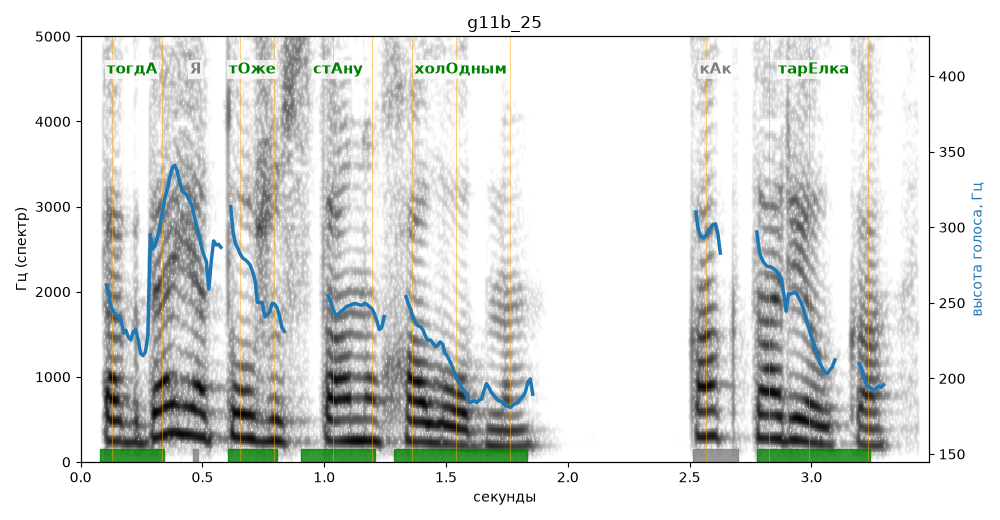 g11b_25
5000
4000
3000
2000
1000
0
Гц (спектр)
тогдА Я тОже стАну холОдным кАк тарЕлка
400
350
300
250
200
150
высота голоса, Гц
0.0 0.5 1.0 1.5 2.0 2.5 3.0
секунды